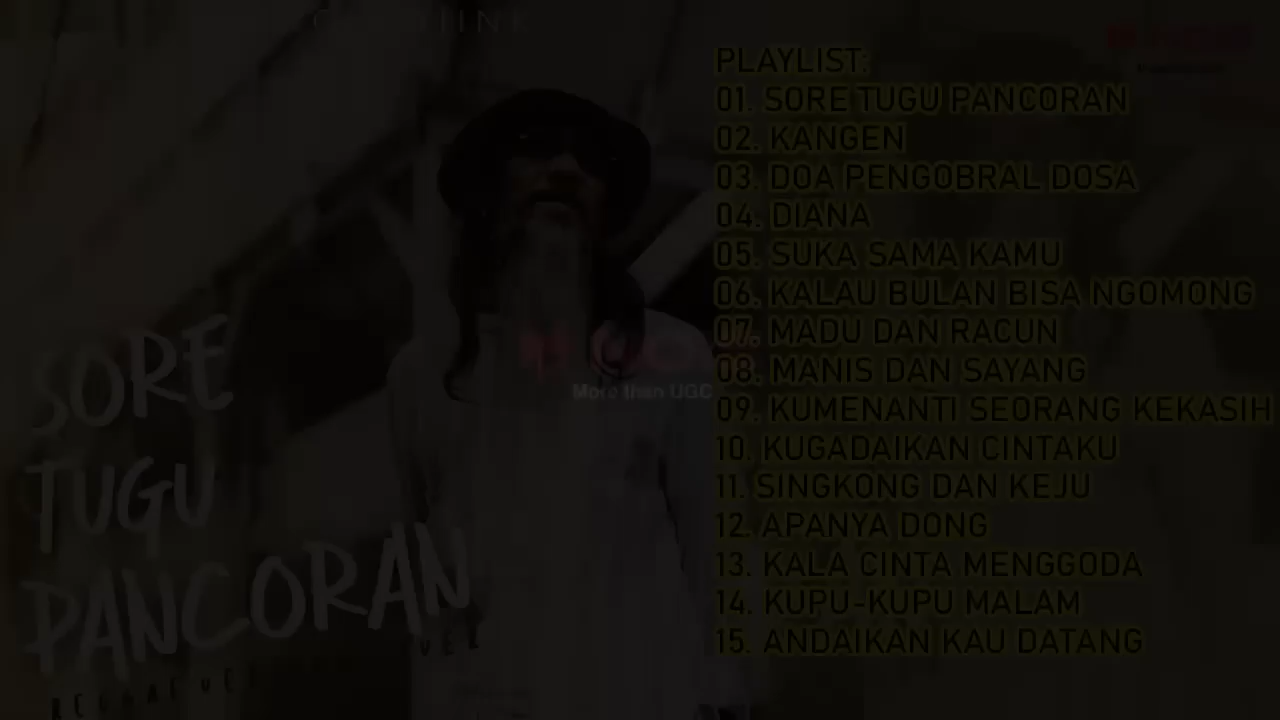 PLAYLIST:
01. SORE TUGU PANCORAN
02. KANGEN
03. DOA PENGOBRAL DOSA
04. DIANA
05. SUKA SAMA KAMU
06. KALAU BULAN BISA NGOMONG
07. MADU DAN RACUN
08. MANIS DAN SAYANG
09. KUMENANTI SEORANG KEKASIH
10. KUGADAIKAN CINTAKU
11. SINGKONG DAN KEJU
12. APANYA DONG
13. KALA CINTA MENGGODA
14. KUPU-KUPU MALAM
15. ANDAIKAN KAU DATANG
More than UGC
SORE
TUGU
PANCORAN